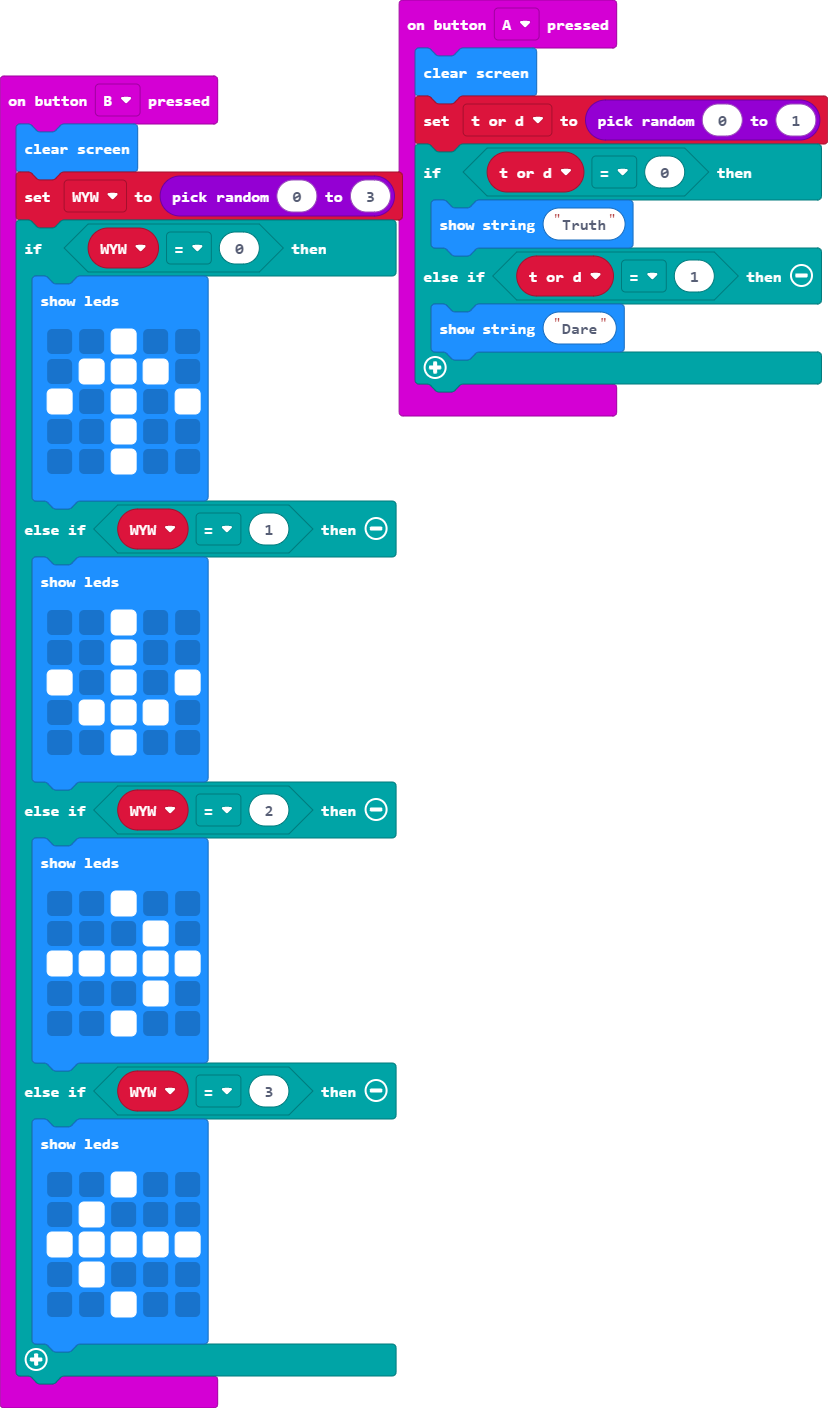 on button A pressed
clear screen
set t or d to pick random 0 to 1
if t or d = 0 then
show string "Truth"
else if t or d = 1 then
show string "Dare"
on button B pressed
clear screen
set WYW to pick random 0 to 3
if WYW = 0 then
show leds
else if WYW = 1 then
show leds
else if WYW = 2 then
show leds
else if WYW = 3 then
show leds